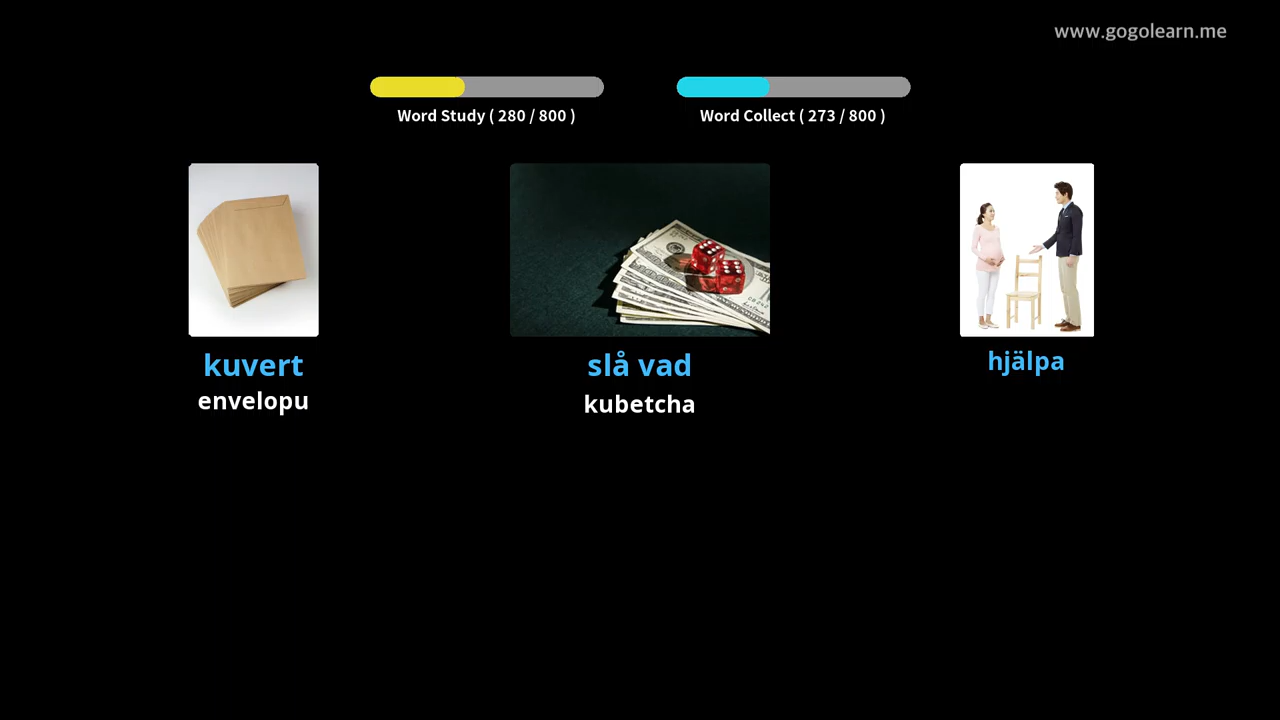 www.gogolearn.me
Word Study ( 280 / 800 )
Word Collect ( 273 / 800 )
kuvert
envelopu
slå vad
kubetcha
hjälpa